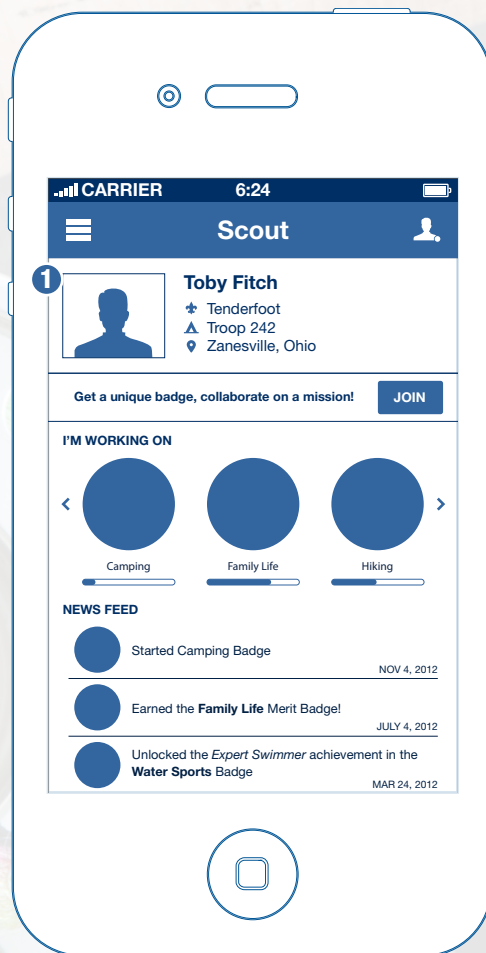 CARRIER 6:24
Scout
1
Toby Fitch
Tenderfoot
Troop 242
Zanesville, Ohio
Get a unique badge, collaborate on a mission! JOIN
I'M WORKING ON
Camping Family Life Hiking
NEWS FEED
Started Camping Badge
NOV 4, 2012
Earned the Family Life Merit Badge!
JULY 4, 2012
Unlocked the Expert Swimmer achievement in the
Water Sports Badge
MAR 24, 2012